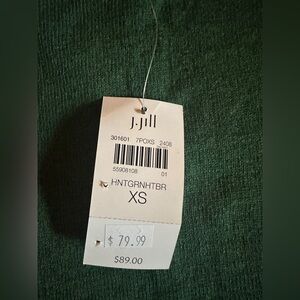 J.Jill
301601 7POXS 2408
55908108 01
HNTGRNHTBR
XS
$ 79.99
$89.00